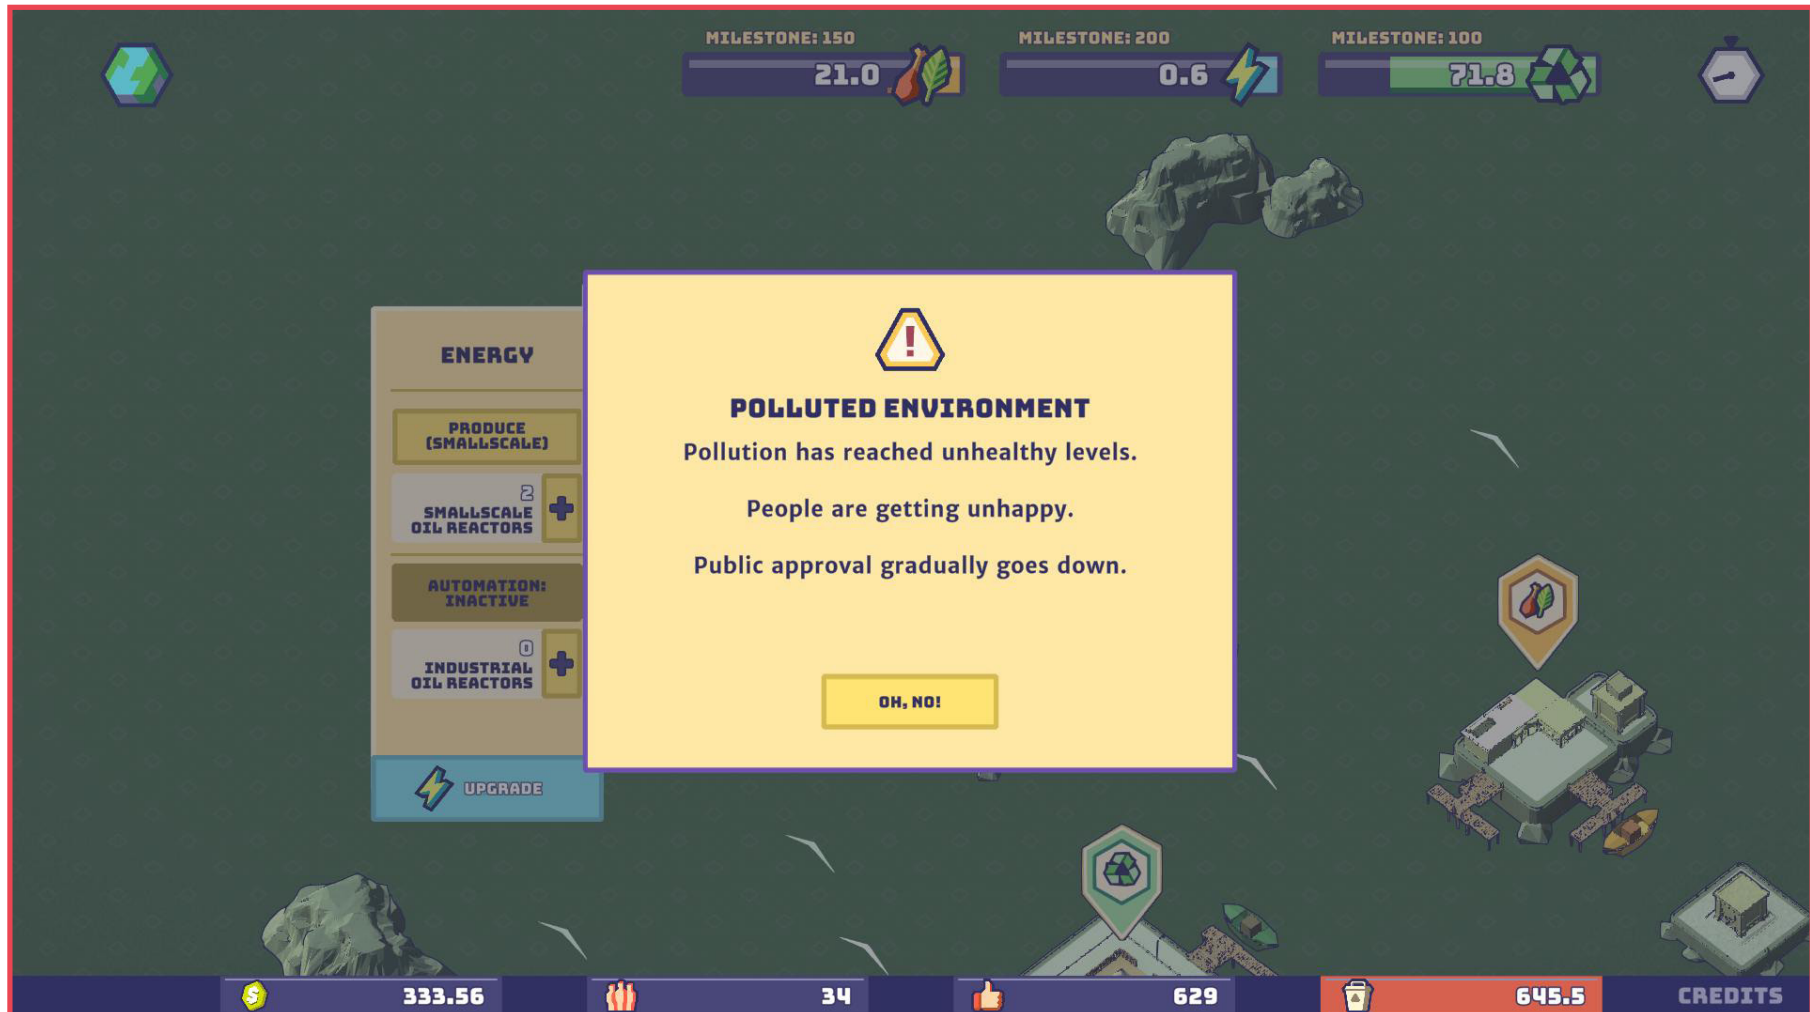 MILESTONE: 150
21.0
MILESTONE: 200
0.6
MILESTONE: 100
71.8
ENERGY
PRODUCE
(SMALLSCALE)
2
SMALLSCALE
OIL REACTORS
AUTOMATION:
INACTIVE
0
INDUSTRIAL
OIL REACTORS
UPGRADE
POLLUTED ENVIRONMENT
Pollution has reached unhealthy levels.
People are getting unhappy.
Public approval gradually goes down.
OH, NO!
333.56
34
629
645.5
CREDITS